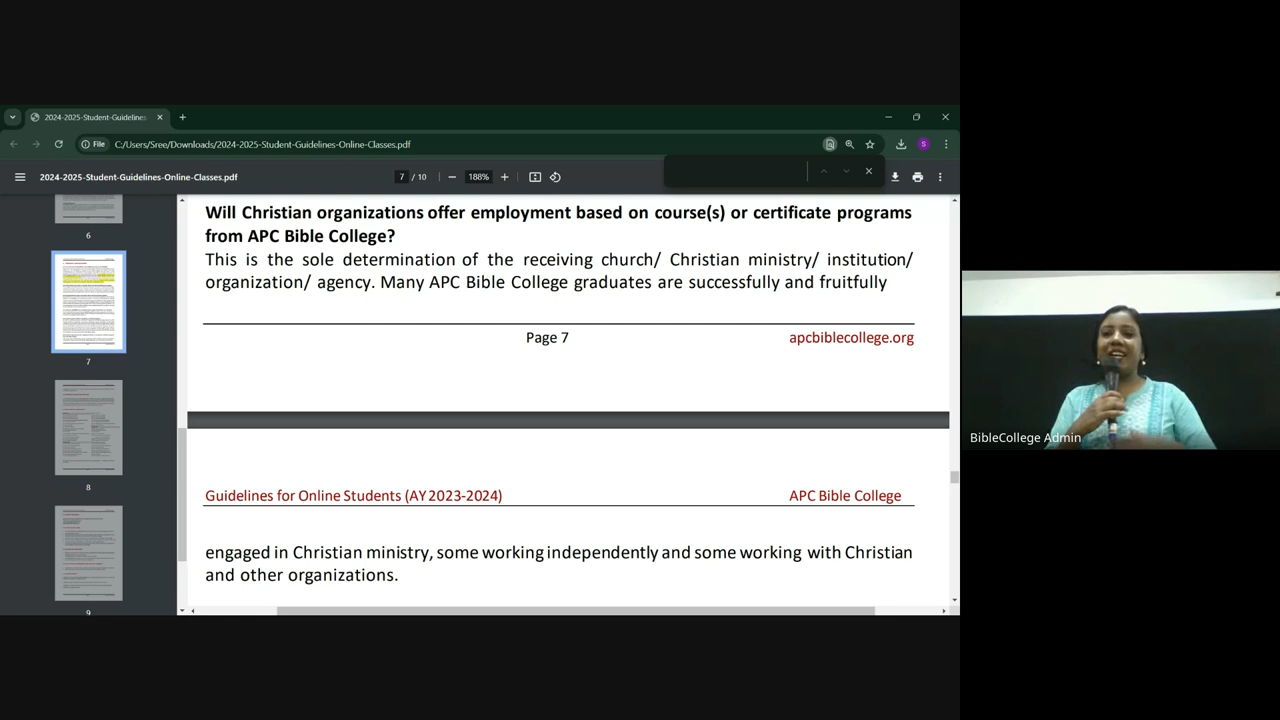 2024-2025-Student-Guidelines-
File
C:/Users/Sree/Downloads/2024-2025-Student-Guidelines-Online-Classes.pdf
S
2024-2025-Student-Guidelines-Online-Classes.pdf
7 / 10
188%
6
7
8
9
Will Christian organizations offer employment based on course(s) or certificate programs
from APC Bible College?
This is the sole determination of the receiving church/ Christian ministry/ institution/
organization/ agency. Many APC Bible College graduates are successfully and fruitfully
Page 7
apcbiblecollege.org
Guidelines for Online Students (AY 2023-2024)
APC Bible College
engaged in Christian ministry, some working independently and some working with Christian
and other organizations.
BibleCollege Admin